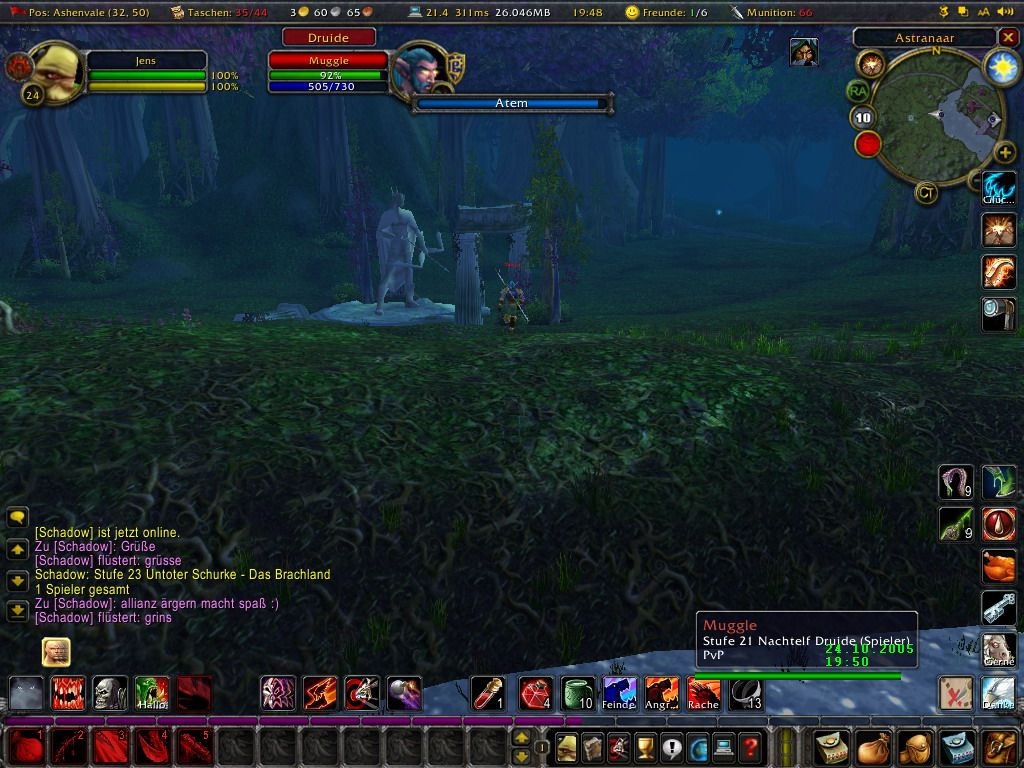 Pos: Ashenvale (32, 50) Taschen: 35/44 3 60 65 21.4 311ms 26.046MB 19:48 Freunde: 1/6 Munition: 66
Druide
Astranaar
Jens
Muggle
N
100%
92%
100%
505/730
24
Atem
RA
10
CT
[Schadow] ist jetzt online.
Zu [Schadow]: Grüße
[Schadow] flüstert: grüsse
Schadow: Stufe 23 Untoter Schurke - Das Brachland
1 Spieler gesamt
Zu [Schadow]: allianz ärgern macht spaß :)
[Schadow] flüstert: grins
9
9
Muggle
Stufe 21 Nachtelf Druide (Spieler)
PvP
24.10.2005
19:50
Hallo
1
4
10
Feinde
Angr...
Rache
13
Danke
1
2
3
4
5
1